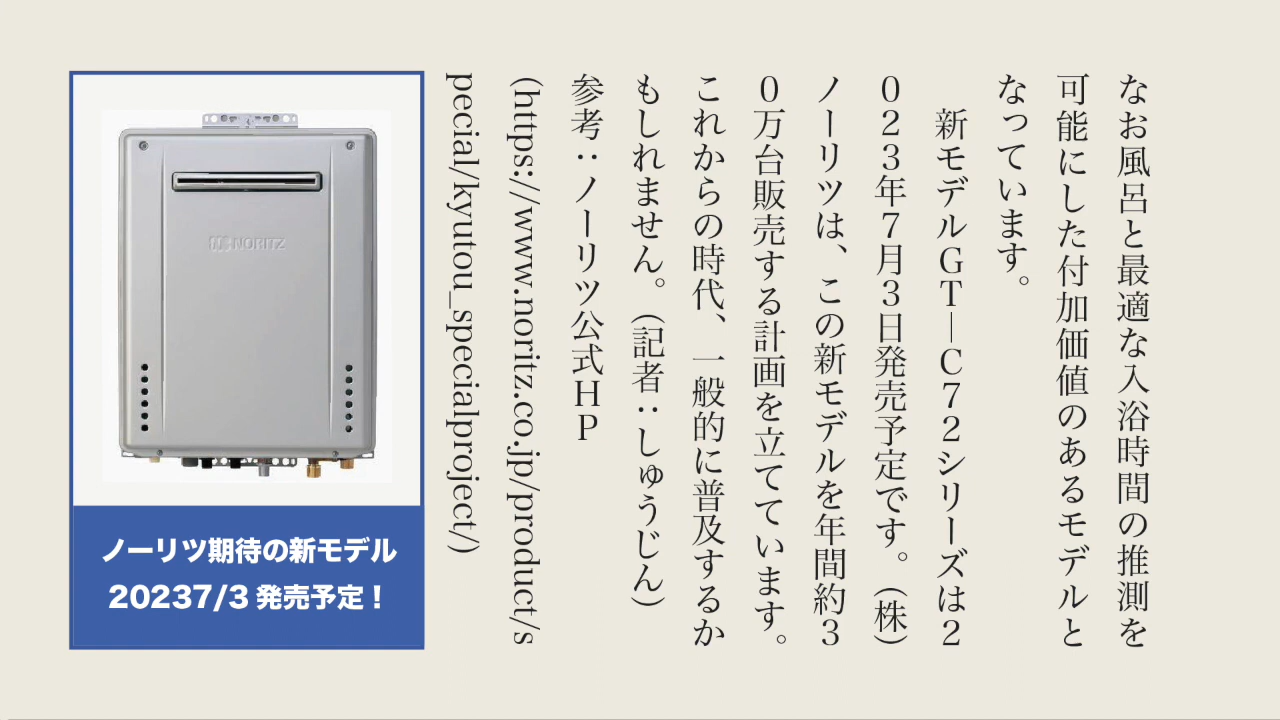 なお風呂と最適な入浴時間の推測を
可能にした付加価値のあるモデルと
なっています。
　新モデルGT—C72シリーズは2
023年7月3日発売予定です。（株）
ノーリツは、この新モデルを年間約3
0万台販売する計画を立てています。
これからの時代、一般的に普及するか
もしれません。（記者：しゅうじん）
参考：ノーリツ公式HP
(https://www.noritz.co.jp/product/s
pecial/kyutou_specialproject/)
NORITZ
ノーリツ期待の新モデル
20237/3発売予定！